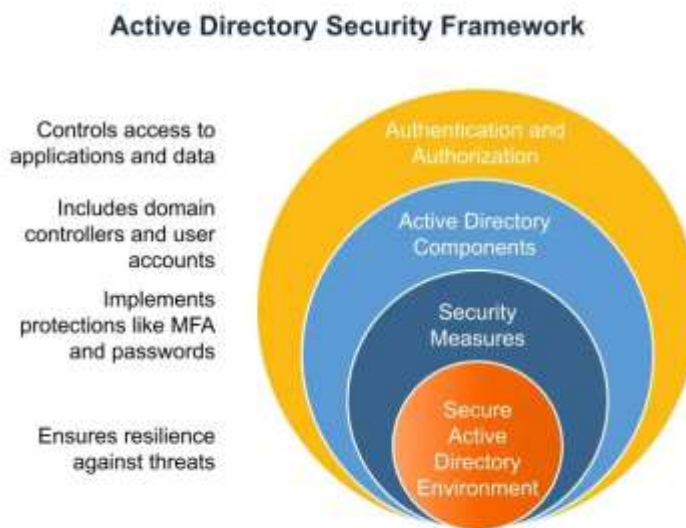 Active Directory Security Framework
Controls access to
applications and data
Authentication and
Authorization
Includes domain
controllers and user
accounts
Active Directory
Components
Implements
protections like MFA
and passwords
Security
Measures
Ensures resilience
against threats
Secure
Active
Directory
Environment